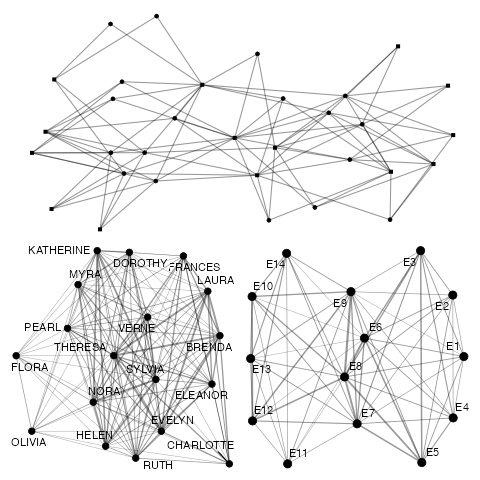 KATHERINE
DOROTHY
FRANCES
MYRA
LAURA
PEARL
VERNE
THERESA
BRENDA
FLORA
SYLVIA
NORA
ELEANOR
OLIVIA
HELEN
EVELYN
CHARLOTTE
RUTH
E3
E14
E10
E9
E2
E6
E1
E13
E8
E12
E7
E4
E11
E5